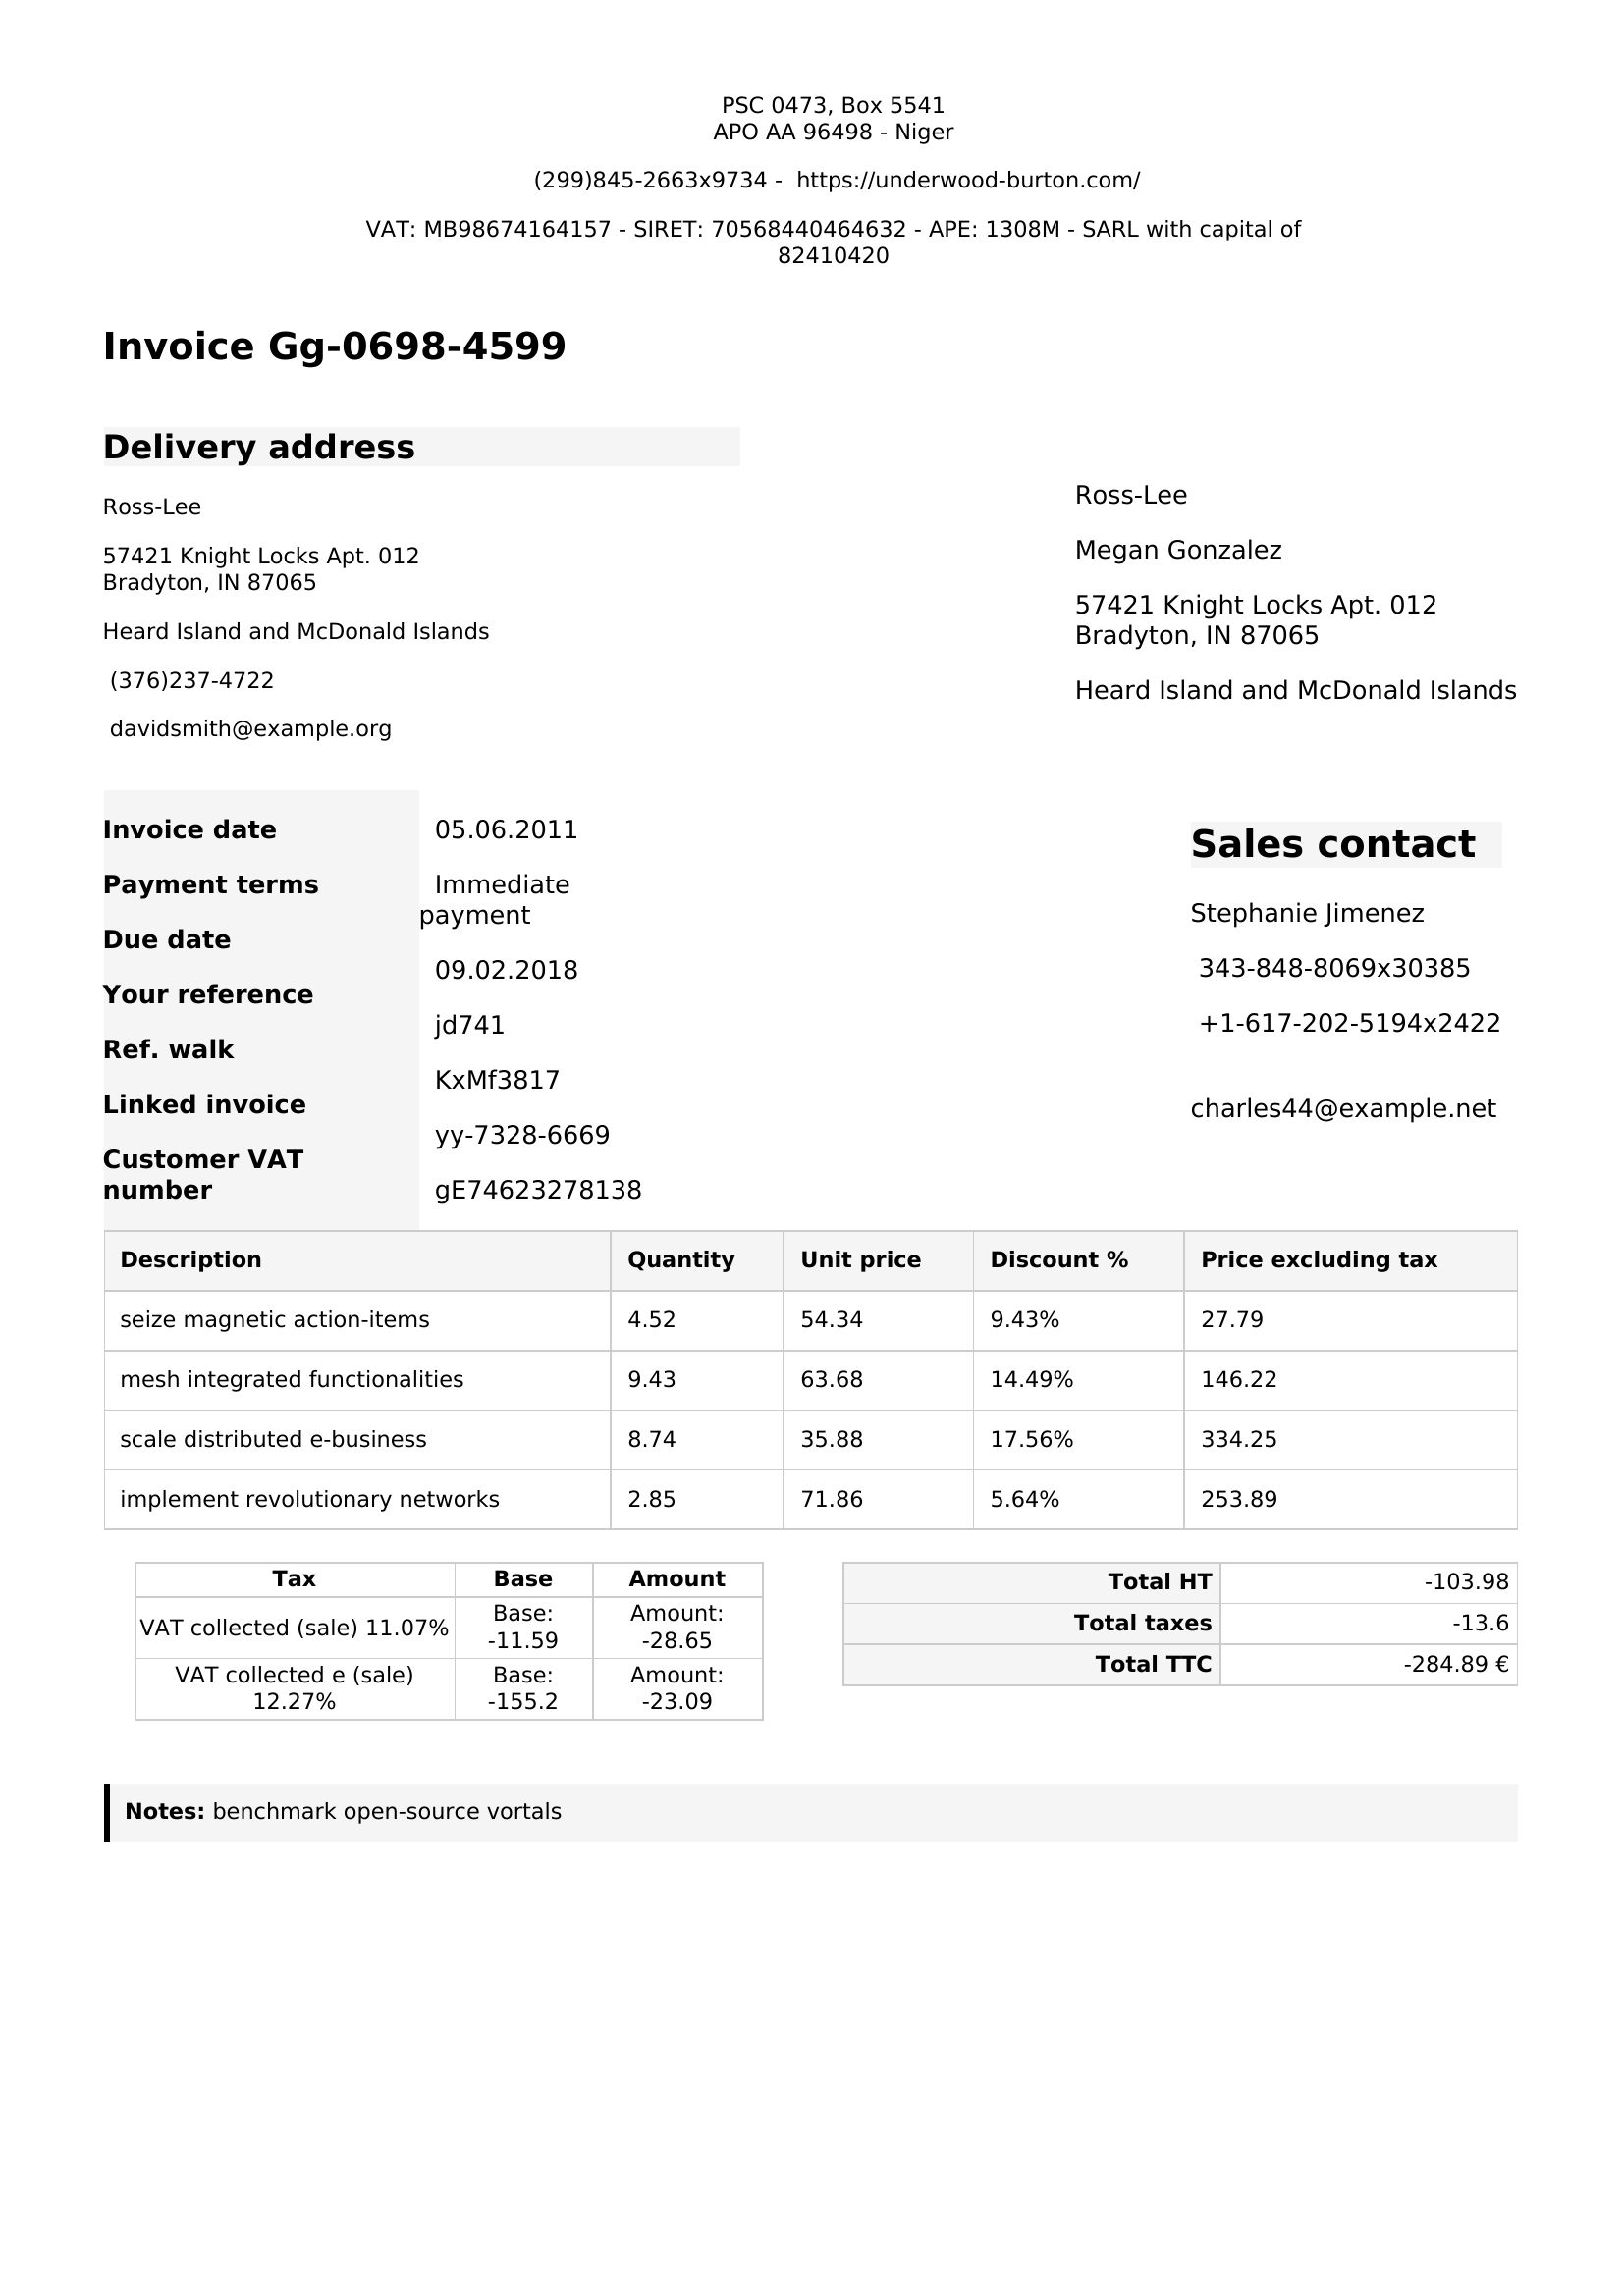 PSC 0473, Box 5541
APO AA 96498 - Niger
(299)845-2663x9734 - https://underwood-burton.com/
VAT: MB98674164157 - SIRET: 70568440464632 - APE: 1308M - SARL with capital of
82410420
Invoice Gg-0698-4599
Delivery address
Ross-Lee
57421 Knight Locks Apt. 012
Bradyton, IN 87065
Heard Island and McDonald Islands
(376)237-4722
davidsmith@example.org
Ross-Lee
Megan Gonzalez
57421 Knight Locks Apt. 012
Bradyton, IN 87065
Heard Island and McDonald Islands
Invoice date
Payment terms
Due date
Your reference
Ref. walk
Linked invoice
Customer VAT
number
05.06.2011
Immediate
payment
09.02.2018
jd741
KxMf3817
yy-7328-6669
gE74623278138
Sales contact
Stephanie Jimenez
343-848-8069x30385
+1-617-202-5194x2422
charles44@example.net
Description Quantity Unit price Discount % Price excluding tax
seize magnetic action-items 4.52 54.34 9.43% 27.79
mesh integrated functionalities 9.43 63.68 14.49% 146.22
scale distributed e-business 8.74 35.88 17.56% 334.25
implement revolutionary networks 2.85 71.86 5.64% 253.89
Tax Base Amount
VAT collected (sale) 11.07% Base: -11.59 Amount: -28.65
VAT collected e (sale) 12.27% Base: -155.2 Amount: -23.09
Total HT -103.98
Total taxes -13.6
Total TTC -284.89 €
Notes: benchmark open-source vortals